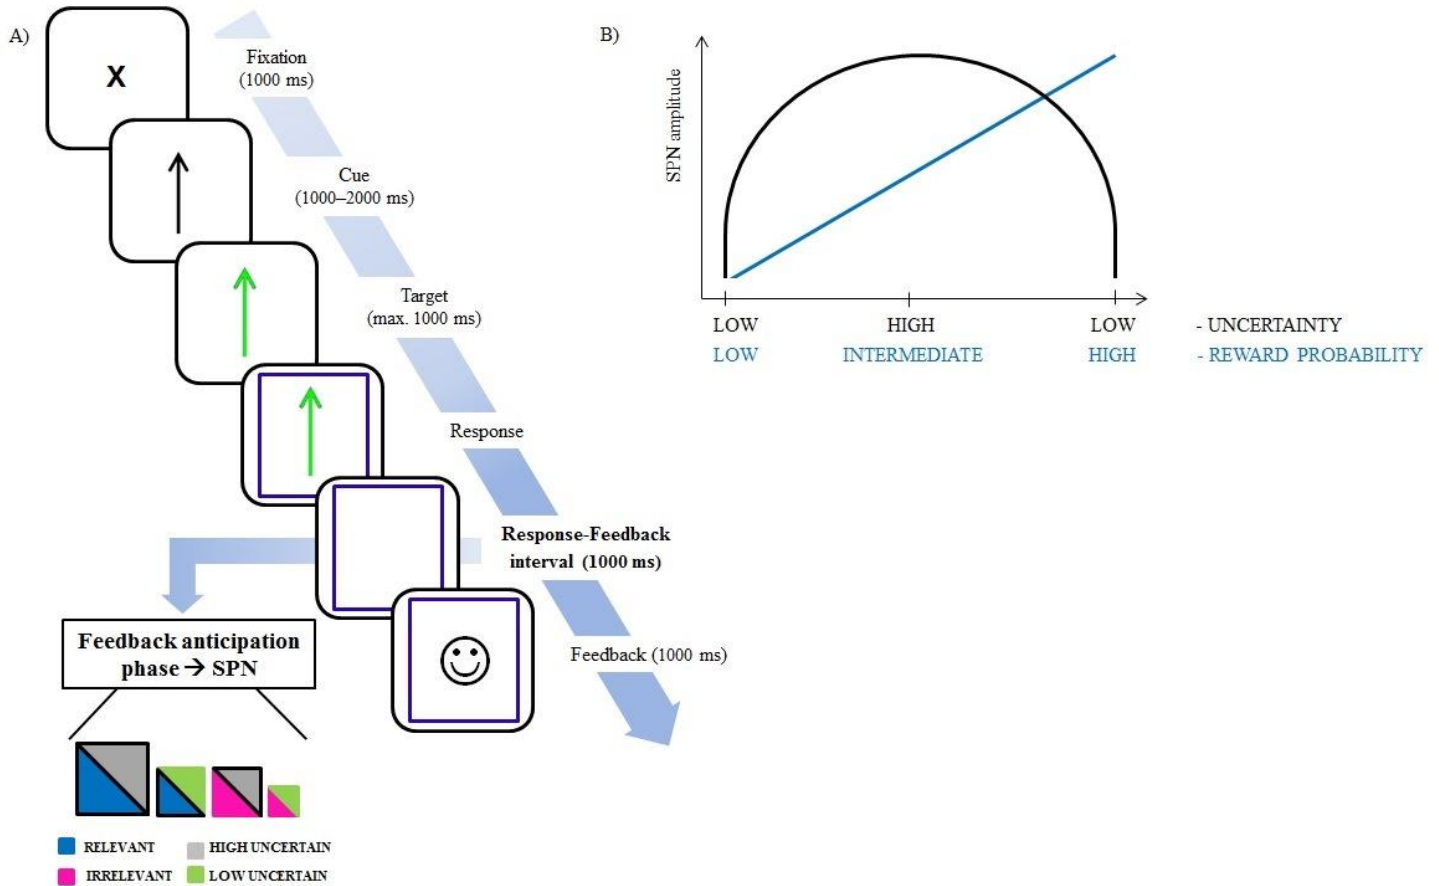 A)
X
Fixation
(1000 ms)
Cue
(1000–2000 ms)
Target
(max. 1000 ms)
Response
Response-Feedback
interval (1000 ms)
Feedback (1000 ms)
Feedback anticipation
phase → SPN
RELEVANT
HIGH UNCERTAIN
IRRELEVANT
LOW UNCERTAIN
B)
SPN amplitude
LOW HIGH LOW - UNCERTAINTY
LOW INTERMEDIATE HIGH - REWARD PROBABILITY